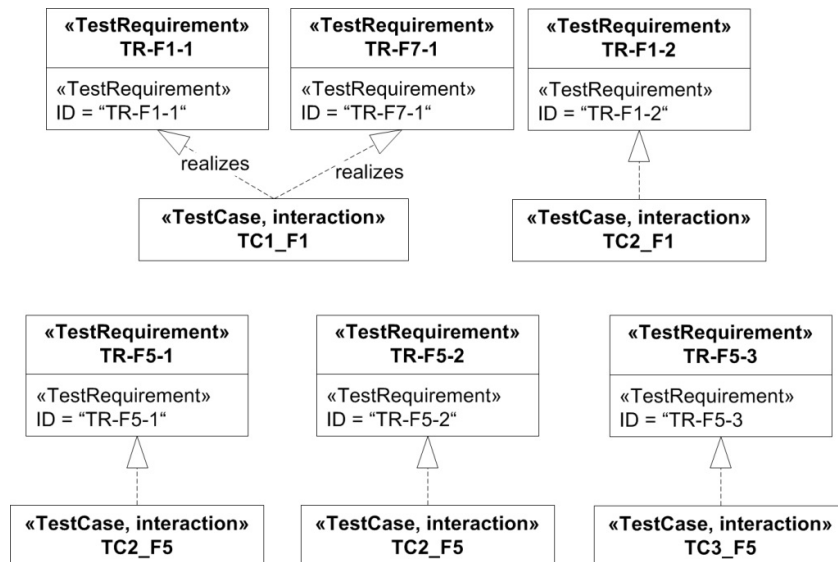 «TestRequirement»
TR-F1-1
«TestRequirement»
ID = “TR-F1-1“
«TestRequirement»
TR-F7-1
«TestRequirement»
ID = “TR-F7-1“
«TestRequirement»
TR-F1-2
«TestRequirement»
ID = “TR-F1-2“
realizes
realizes
«TestCase, interaction»
TC1_F1
«TestCase, interaction»
TC2_F1
«TestRequirement»
TR-F5-1
«TestRequirement»
ID = “TR-F5-1“
«TestRequirement»
TR-F5-2
«TestRequirement»
ID = “TR-F5-2“
«TestRequirement»
TR-F5-3
«TestRequirement»
ID = “TR-F5-3
«TestCase, interaction»
TC2_F5
«TestCase, interaction»
TC2_F5
«TestCase, interaction»
TC3_F5